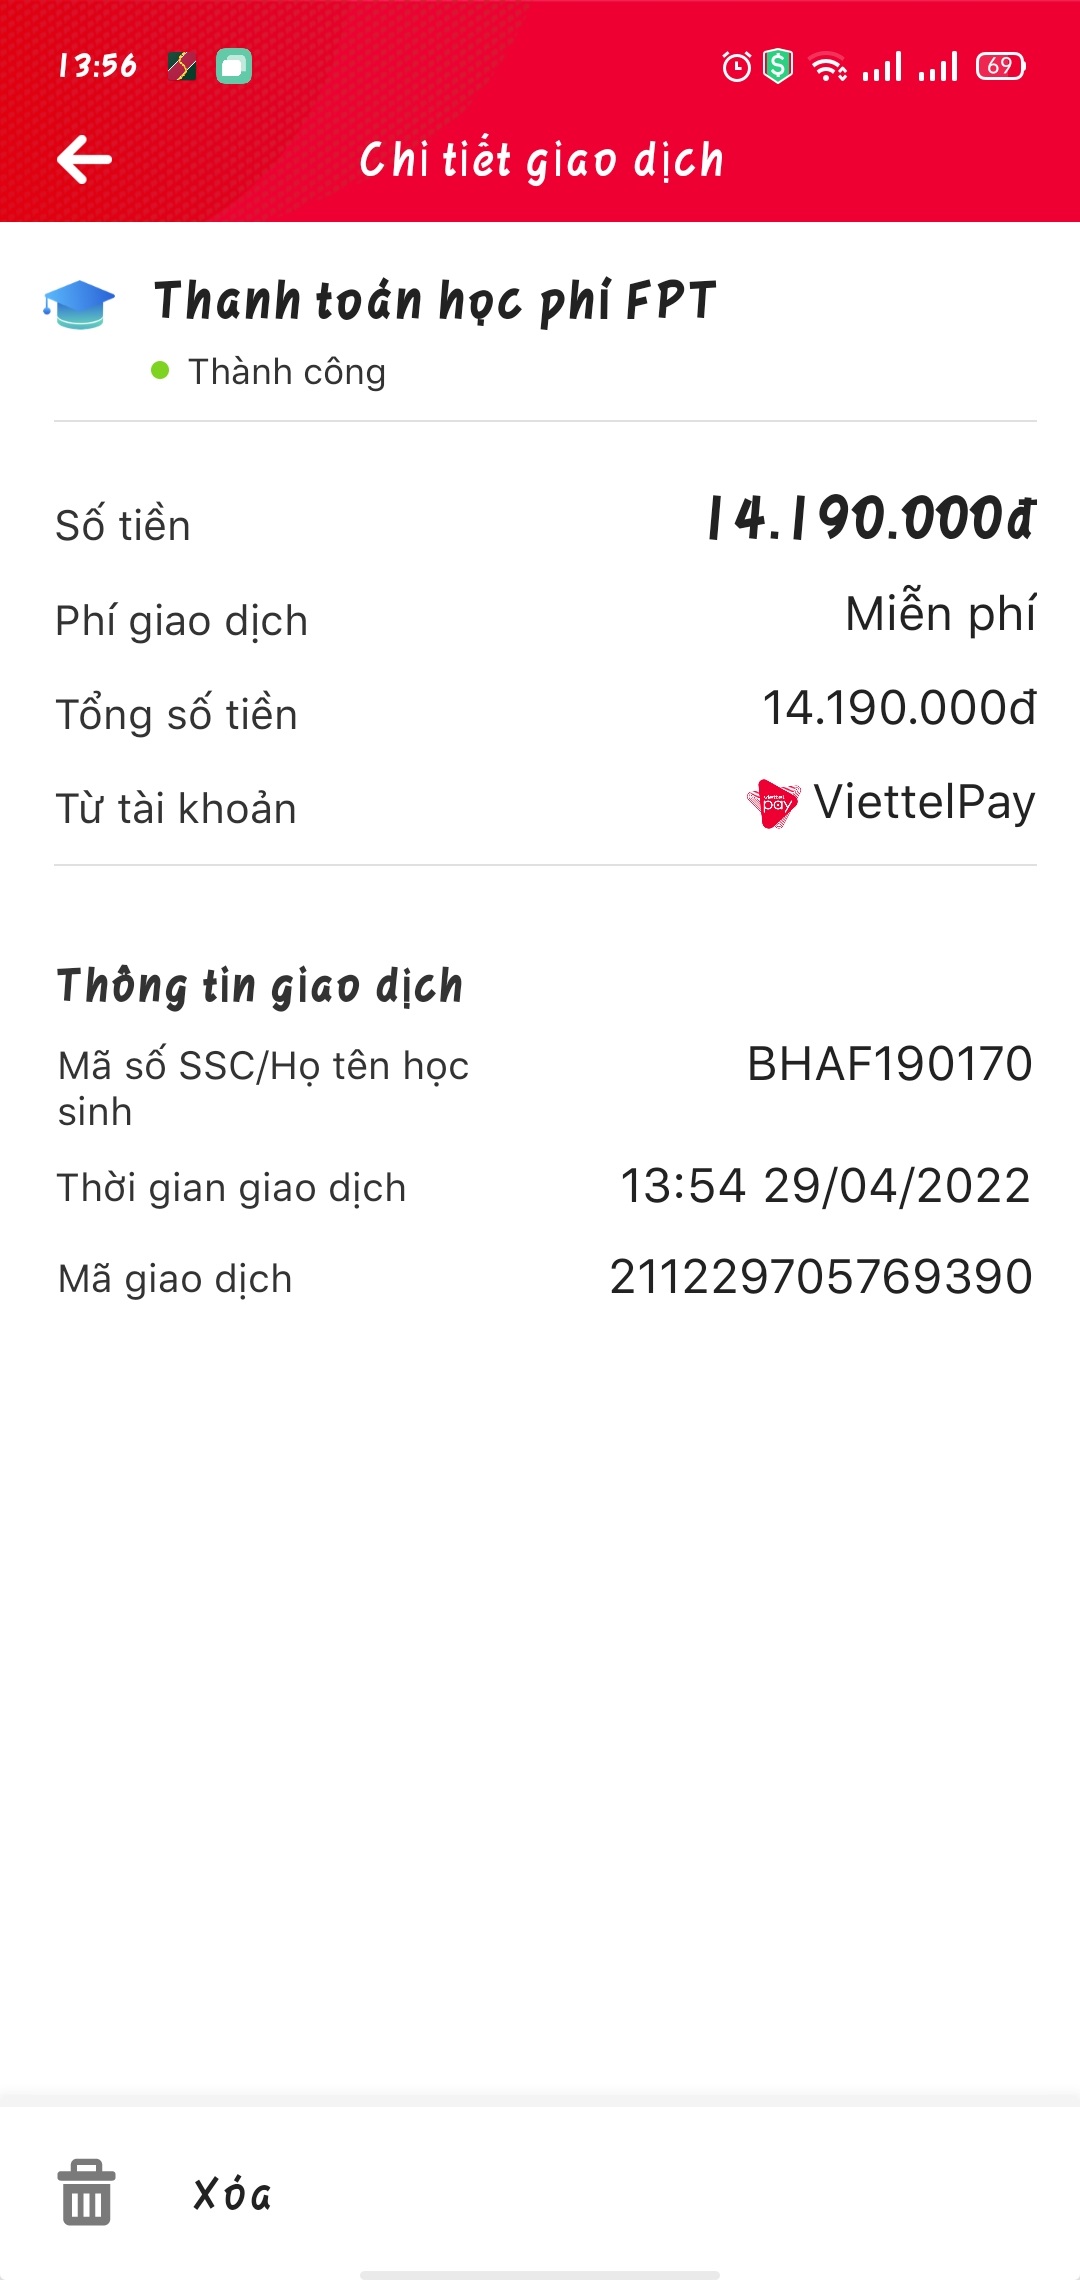 13:56
69
Chi tiết giao dịch
Thanh toán học phí FPT
Thành công
Số tiền 14.190.000đ
Phí giao dịch Miễn phí
Tổng số tiền 14.190.000đ
Từ tài khoản viettel pay ViettelPay
Thông tin giao dịch
Mã số SSC/Họ tên học BHAF190170
sinh
Thời gian giao dịch 13:54 29/04/2022
Mã giao dịch 211229705769390
Xóa